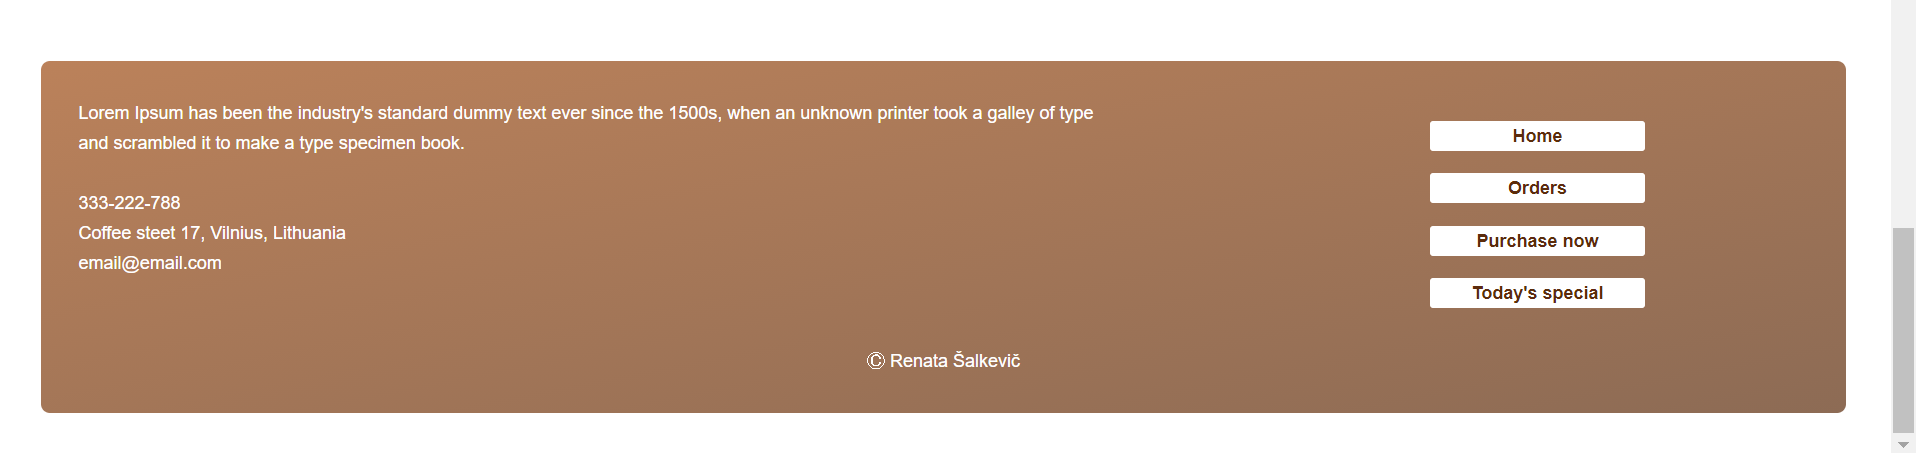 Lorem Ipsum has been the industry's standard dummy text ever since the 1500s, when an unknown printer took a galley of type
and scrambled it to make a type specimen book.
333-222-788
Coffee steet 17, Vilnius, Lithuania
email@email.com
Home
Orders
Purchase now
Today's special
© Renata Šalkevič